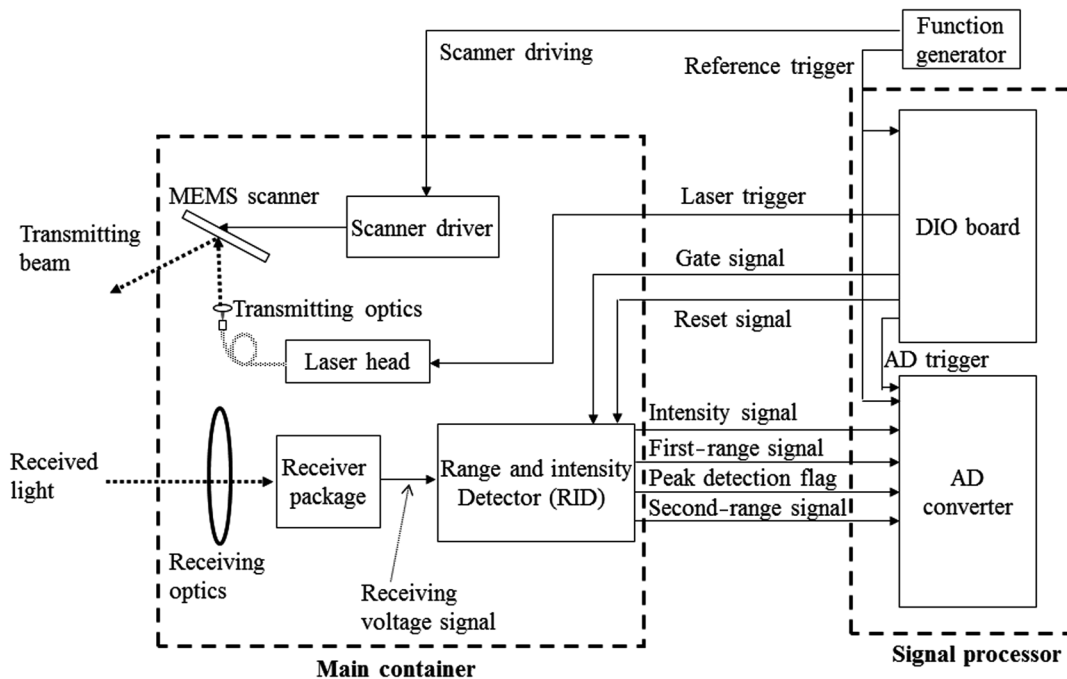 Function
generator
Scanner driving
Reference trigger
MEMS scanner
Scanner driver
Laser trigger
DIO board
Transmitting
beam
Gate signal
Transmitting optics
Reset signal
Laser head
AD trigger
Intensity signal
First-range signal
Peak detection flag
Second-range signal
Received
light
Receiver
package
Range and intensity
Detector (RID)
AD
converter
Receiving
optics
Receiving
voltage signal
Main container
Signal processor